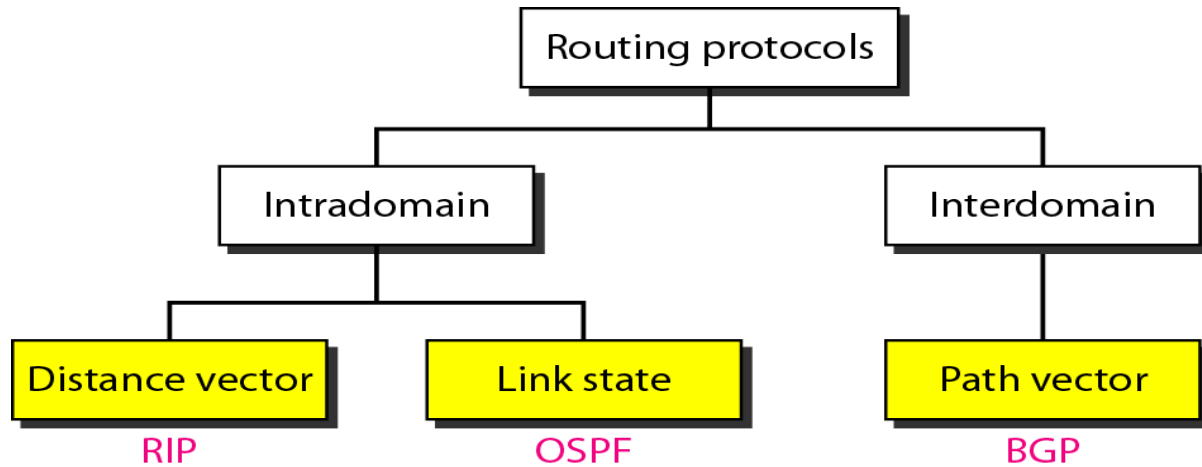 Routing protocols
Intradomain
Interdomain
Distance vector
Link state
Path vector
RIP
OSPF
BGP